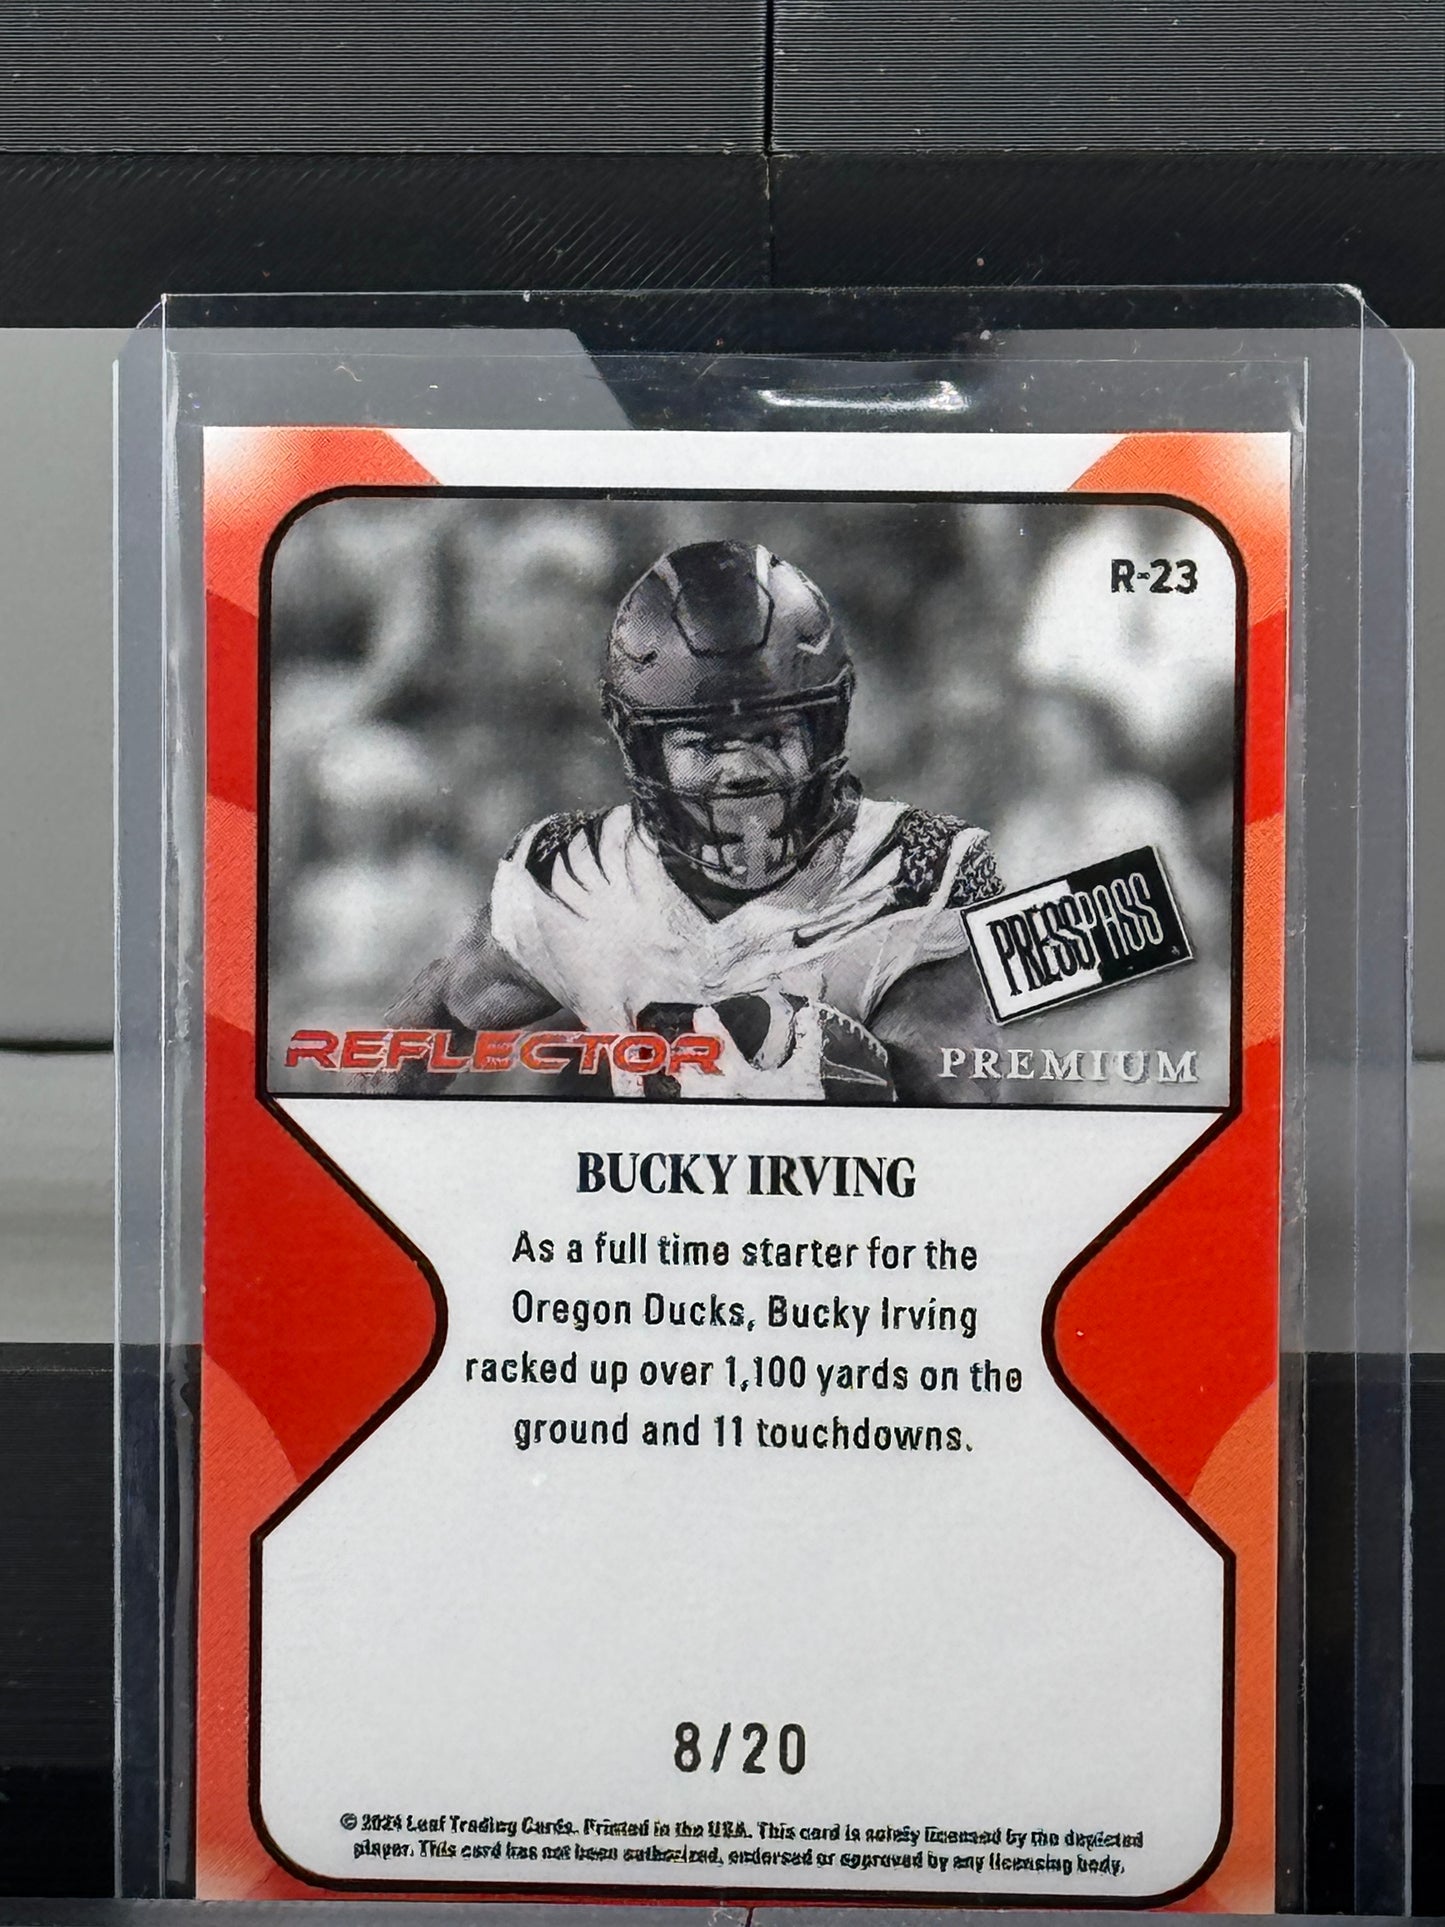 R-23
PRESSPASS
REFLECTOR
PREMIUM
BUCKY IRVING
As a full time starter for the
Oregon Ducks, Bucky Irving
racked up over 1,100 yards on the
ground and 11 touchdowns.
8/20
© 2024 Leaf Trading Cards. Printed in the USA. This card is solely licensed by the depicted
player. This card has not been authorized, endorsed or approved by any licensing body.